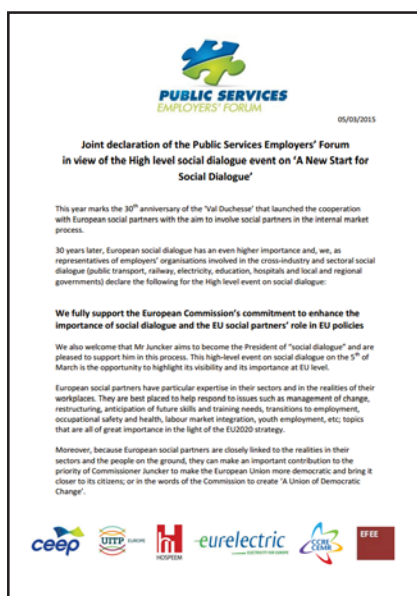 PUBLIC SERVICES
EMPLOYERS' FORUM
05/03/2015
Joint declaration of the Public Services Employers' Forum
in view of the High level social dialogue event on 'A New Start for
Social Dialogue'
This year marks the 30th anniversary of the 'Val Duchesse' that launched the cooperation
with European social partners with the aim to involve social partners in the internal market
process.
30 years later, European social dialogue has an even higher importance and, we, as
representatives of employers' organisations involved in the cross-industry and sectoral social
dialogue (public transport, railway, electricity, education, hospitals and local and regional
governments) declare the following for the High level event on social dialogue:
We fully support the European Commission's commitment to enhance the
importance of social dialogue and the EU social partners' role in EU policies
We also welcome that Mr Juncker aims to become the President of "social dialogue" and are
pleased to support him in this process. This high-level event on social dialogue on the 5th of
March is the opportunity to highlight its visibility and its importance at EU level.
European social partners have particular expertise in their sectors and in the realities of their
workplaces. They are best placed to help respond to issues such as management of change,
restructuring, anticipation of future skills and training needs, transitions to employment,
occupational safety and health, labour market integration, youth employment, etc; topics
that are all of great importance in the light of the EU2020 strategy.
Moreover, because European social partners are closely linked to the realities in their
sectors and the people on the ground, they can make an important contribution to the
priority of Commissioner Juncker to make the European Union more democratic and bring it
closer to its citizens; or in the words of the Commission to create 'A Union of Democratic
Change'.
ceep UITP EUROPE HOSPEEM eurelectric ELECTRICITY FOR EUROPE CCRE CEMR EFEE